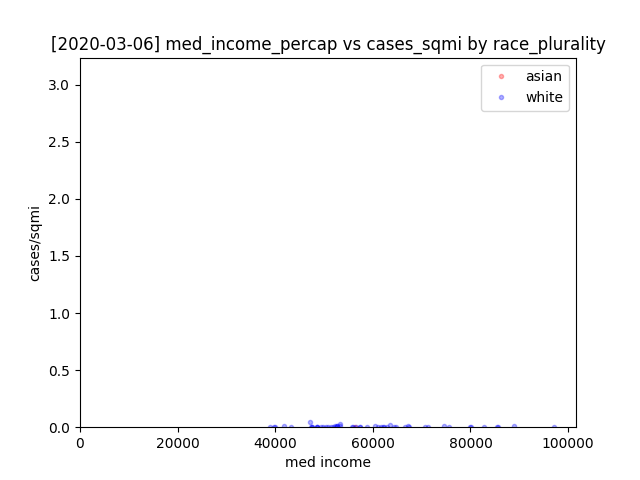 [2020-03-06] med_income_percap vs cases_sqmi by race_plurality
asian
white
3.0
2.5
2.0
1.5
1.0
0.5
0.0
cases/sqmi
0 20000 40000 60000 80000 100000
med income